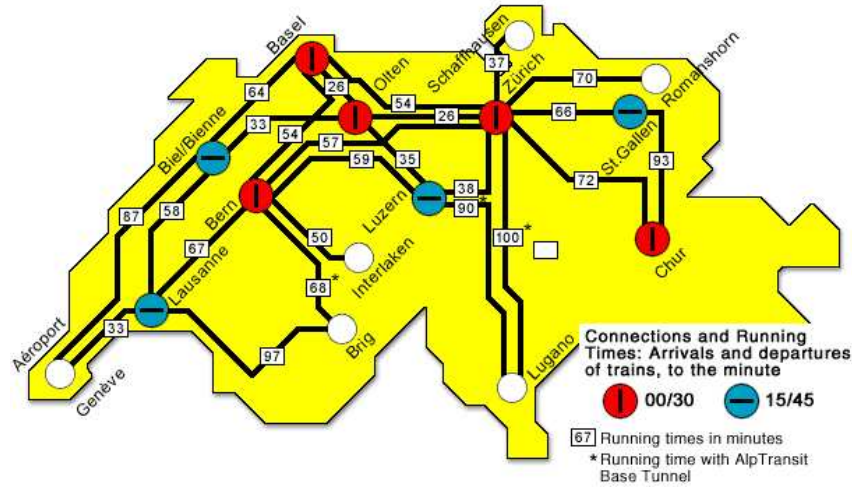 Basel
Olten
Schaffhausen
Zürich
Romanshorn
37
70
26
64
54
26
66
33
54
57
Biel/Bienne
St.Gallen
93
59
35
72
38
Bern
Luzern
90*
87
58
67
50
100*
Chur
Lausanne
Interlaken
68*
Aéroport
33
Brig
97
Lugano
Genève
Connections and Running
Times: Arrivals and departures
of trains, to the minute
00/30
15/45
67 Running times in minutes
* Running time with AlpTransit
Base Tunnel